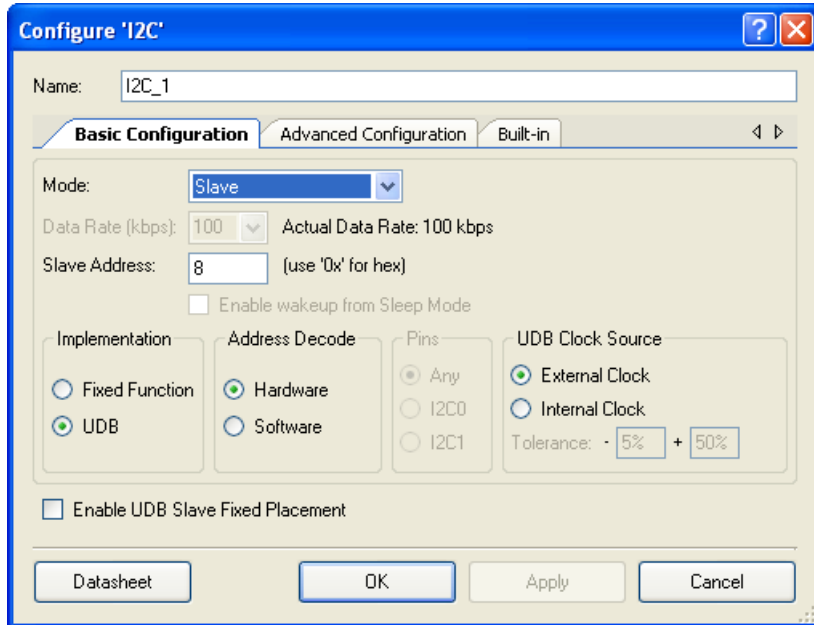 Configure 'I2C'
Name: I2C_1
Basic Configuration Advanced Configuration Built-in
Mode: Slave
Data Rate (kbps): 100 Actual Data Rate: 100 kbps
Slave Address: 8 (use '0x' for hex)
Enable wakeup from Sleep Mode
Implementation Address Decode Pins UDB Clock Source
Fixed Function Hardware Any External Clock
UDB Software I2C0 Internal Clock
I2C1 Tolerance: - 5% + 50%
Enable UDB Slave Fixed Placement
Datasheet OK Apply Cancel